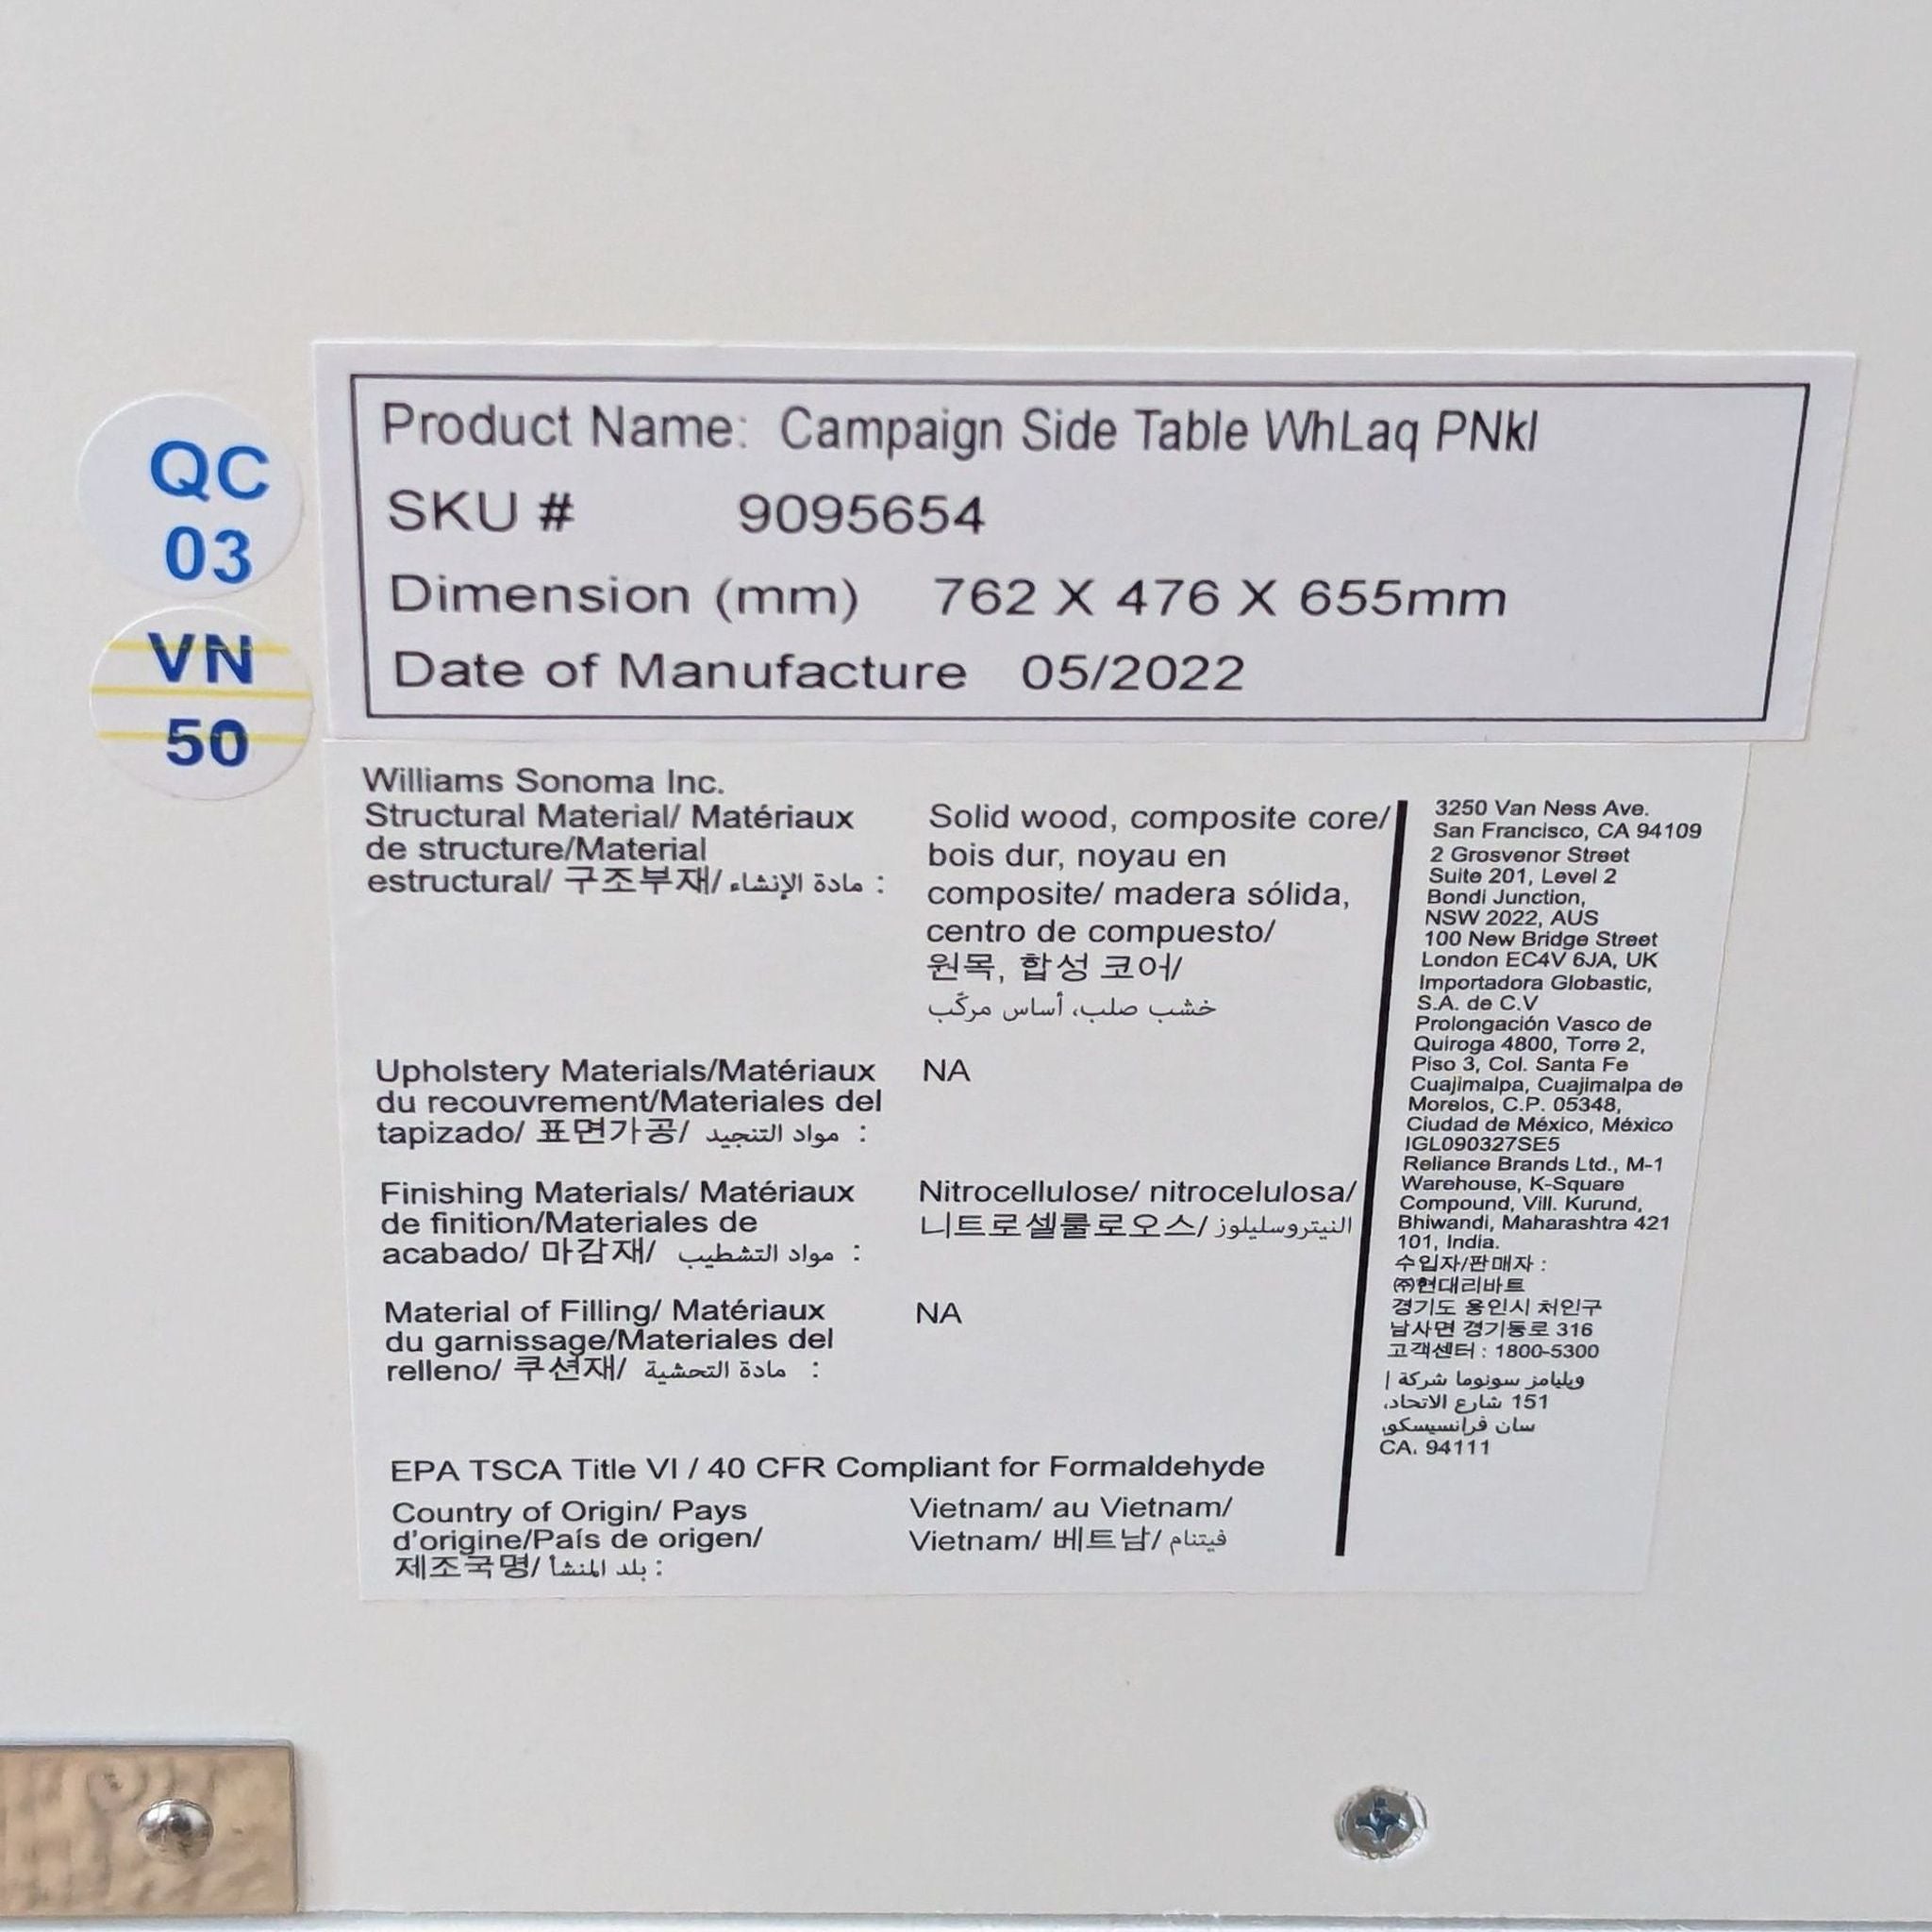 QC
03
VN
50
Product Name: Campaign Side Table WhLaq PNkl
SKU # 9095654
Dimension (mm) 762 X 476 X 655mm
Date of Manufacture 05/2022
Williams Sonoma Inc.
Structural Material/ Matériaux
de structure/Material
estructural/ 구조부재/ مادة الإنشاء :
Solid wood, composite core/
bois dur, noyau en
composite/ madera sólida,
centro de compuesto/
원목, 합성 코어/
خشب صلب، أساس مركّب
Upholstery Materials/Matériaux
du recouvrement/Materiales del
tapizado/ 표면가공/ مواد التنجيد :
NA
Finishing Materials/ Matériaux
de finition/Materiales de
acabado/ 마감재/ مواد التشطيب :
Nitrocellulose/ nitrocelulosa/
니트로셀룰로오스/ النيتروسليلوز
Material of Filling/ Matériaux
du garnissage/Materiales del
relleno/ 쿠션재/ مادة التحشية :
NA
EPA TSCA Title VI / 40 CFR Compliant for Formaldehyde
Country of Origin/ Pays
d'origine/País de origen/
제조국명/ بلد المنشأ :
Vietnam/ au Vietnam/
Vietnam/ 베트남/ فيتنام
3250 Van Ness Ave.
San Francisco, CA 94109
2 Grosvenor Street
Suite 201, Level 2
Bondi Junction,
NSW 2022, AUS
100 New Bridge Street
London EC4V 6JA, UK
Importadora Globastic,
S.A. de C.V
Prolongación Vasco de
Quiroga 4800, Torre 2,
Piso 3, Col. Santa Fe
Cuajimalpa, Cuajimalpa de
Morelos, C.P. 05348,
Ciudad de México, México
IGL090327SE5
Reliance Brands Ltd., M-1
Warehouse, K-Square
Compound, Vill. Kurund,
Bhiwandi, Maharashtra 421
101, India.
수입자/판매자 :
㈜현대리바트
경기도 용인시 처인구
남사면 경기동로 316
고객센터 : 1800-5300
ويليامز سونوما شركة |
151 شارع الاتحاد،
سان فرانسيسكو,
CA. 94111